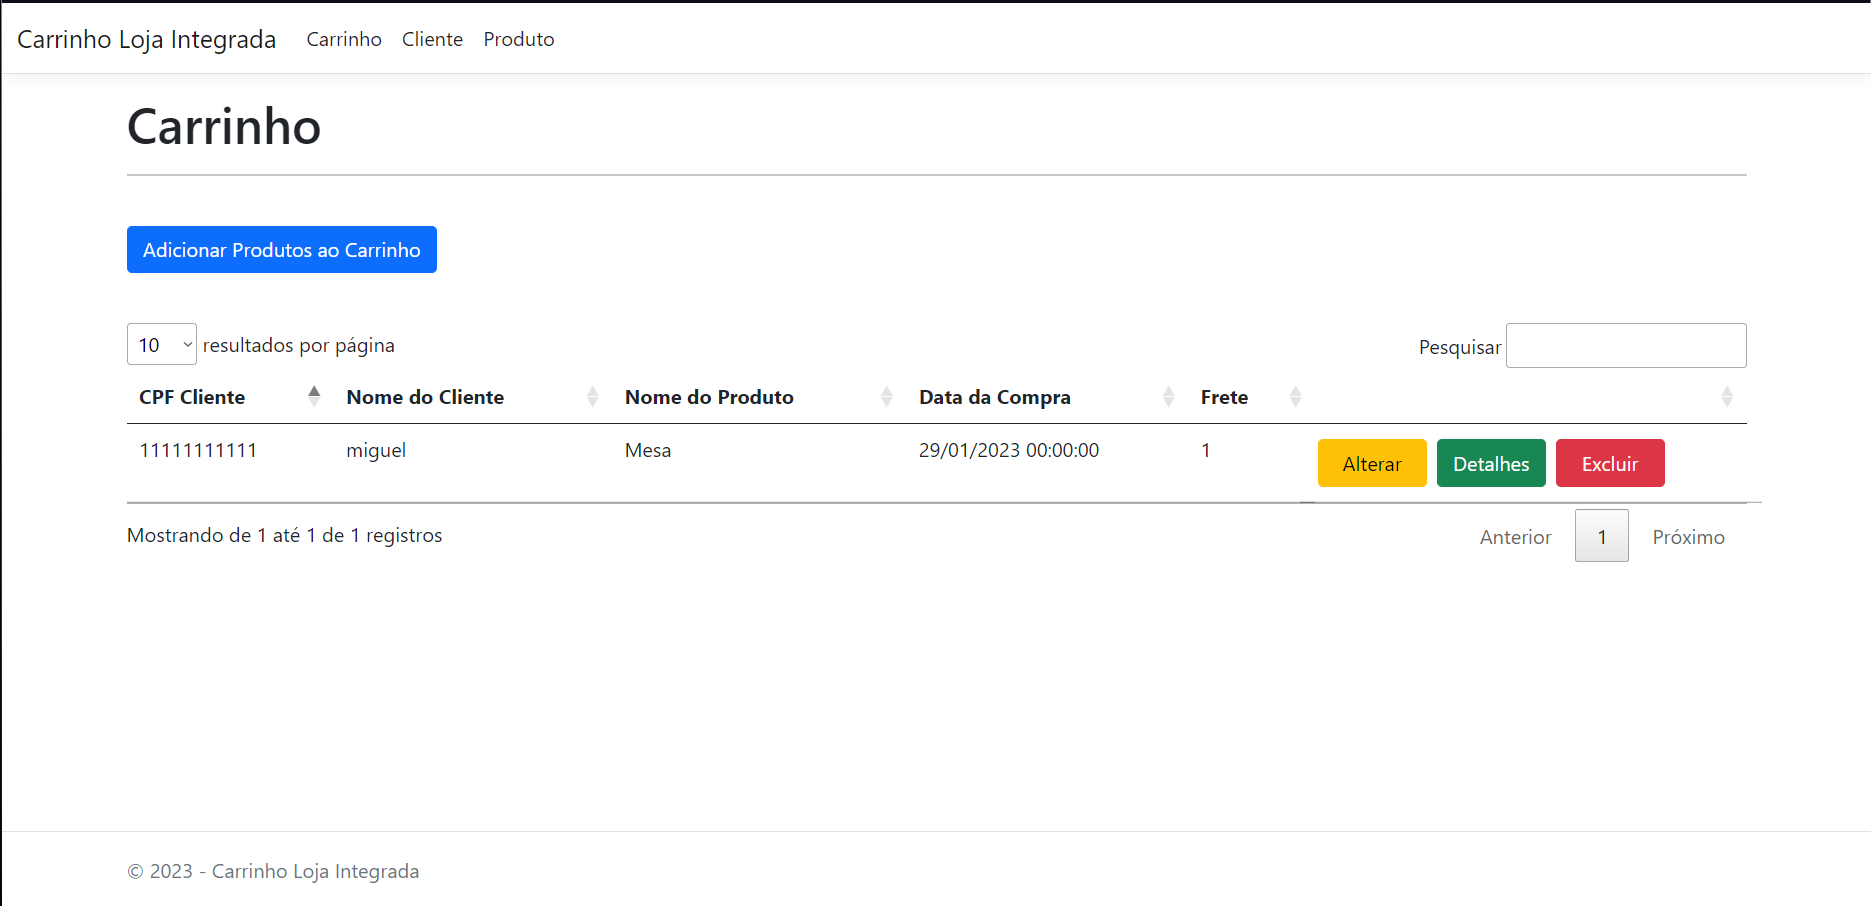 Carrinho Loja Integrada Carrinho Cliente Produto
Carrinho
Adicionar Produtos ao Carrinho
10 resultados por página Pesquisar
CPF Cliente Nome do Cliente Nome do Produto Data da Compra Frete
11111111111 miguel Mesa 29/01/2023 00:00:00 1 Alterar Detalhes Excluir
Mostrando de 1 até 1 de 1 registros Anterior 1 Próximo
© 2023 - Carrinho Loja Integrada